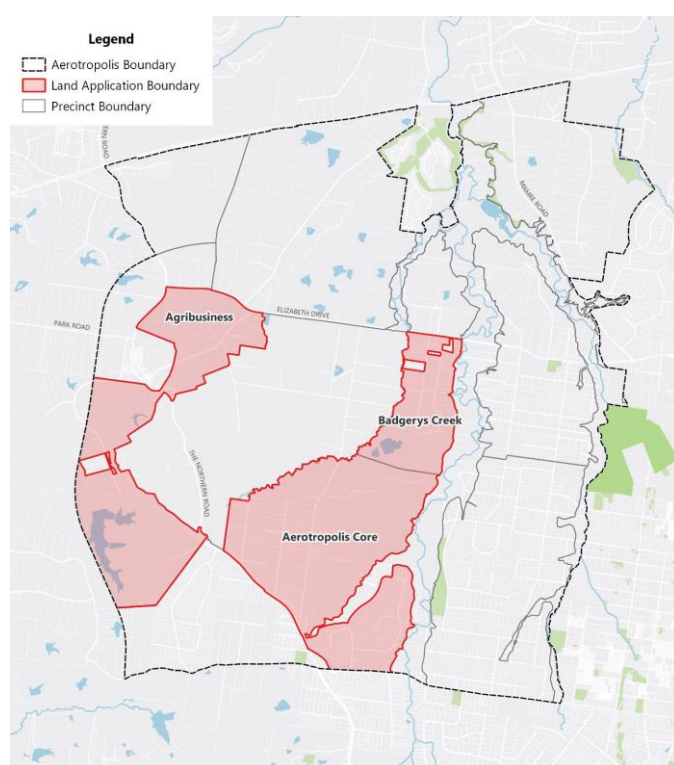 Legend
Aerotropolis Boundary
Land Application Boundary
Precinct Boundary
MAMRE ROAD
Agribusiness
ELIZABETH DRIVE
PARK ROAD
Badgerys Creek
THE NORTHERN ROAD
Aerotropolis Core